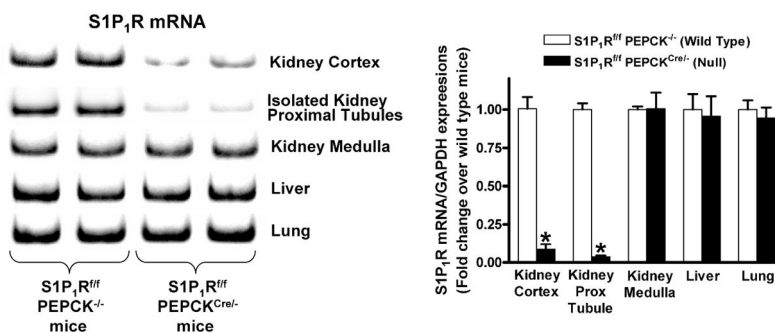 S1P₁R mRNA
Kidney Cortex
Isolated Kidney
Proximal Tubules
Kidney Medulla
Liver
Lung
S1P₁Rf/f
PEPCK-/-
mice
S1P₁Rf/f
PEPCKCre/-
mice
S1P₁Rf/f PEPCK-/- (Wild Type)
S1P₁Rf/f PEPCKCre/- (Null)
S1P₁R mRNA/GAPDH expreesions
(Fold change over wild type mice)
1.00
0.75
0.50
0.25
0.00
*
*
Kidney
Cortex
Kidney
Prox
Tubule
Kidney
Medulla
Liver
Lung